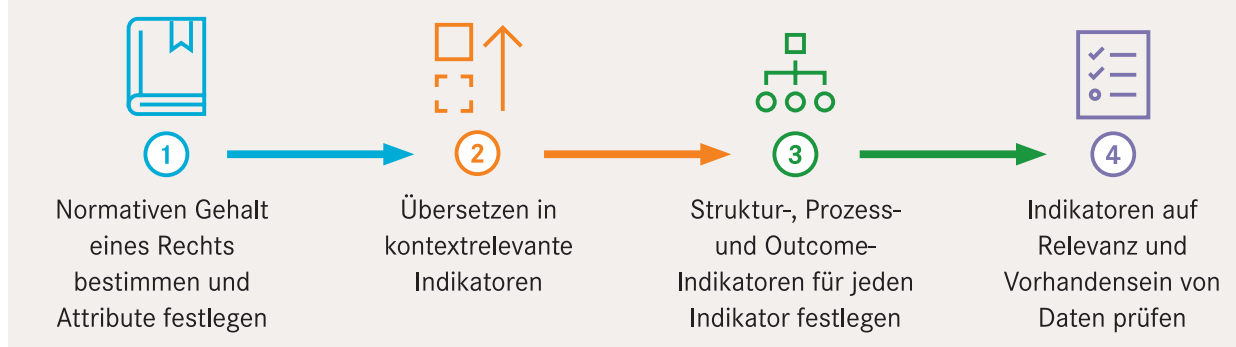 1
Normativen Gehalt
eines Rechts
bestimmen und
Attribute festlegen
2
Übersetzen in
kontextrelevante
Indikatoren
3
Struktur-, Prozess-
und Outcome-
Indikatoren für jeden
Indikator festlegen
4
Indikatoren auf
Relevanz und
Vorhandensein von
Daten prüfen